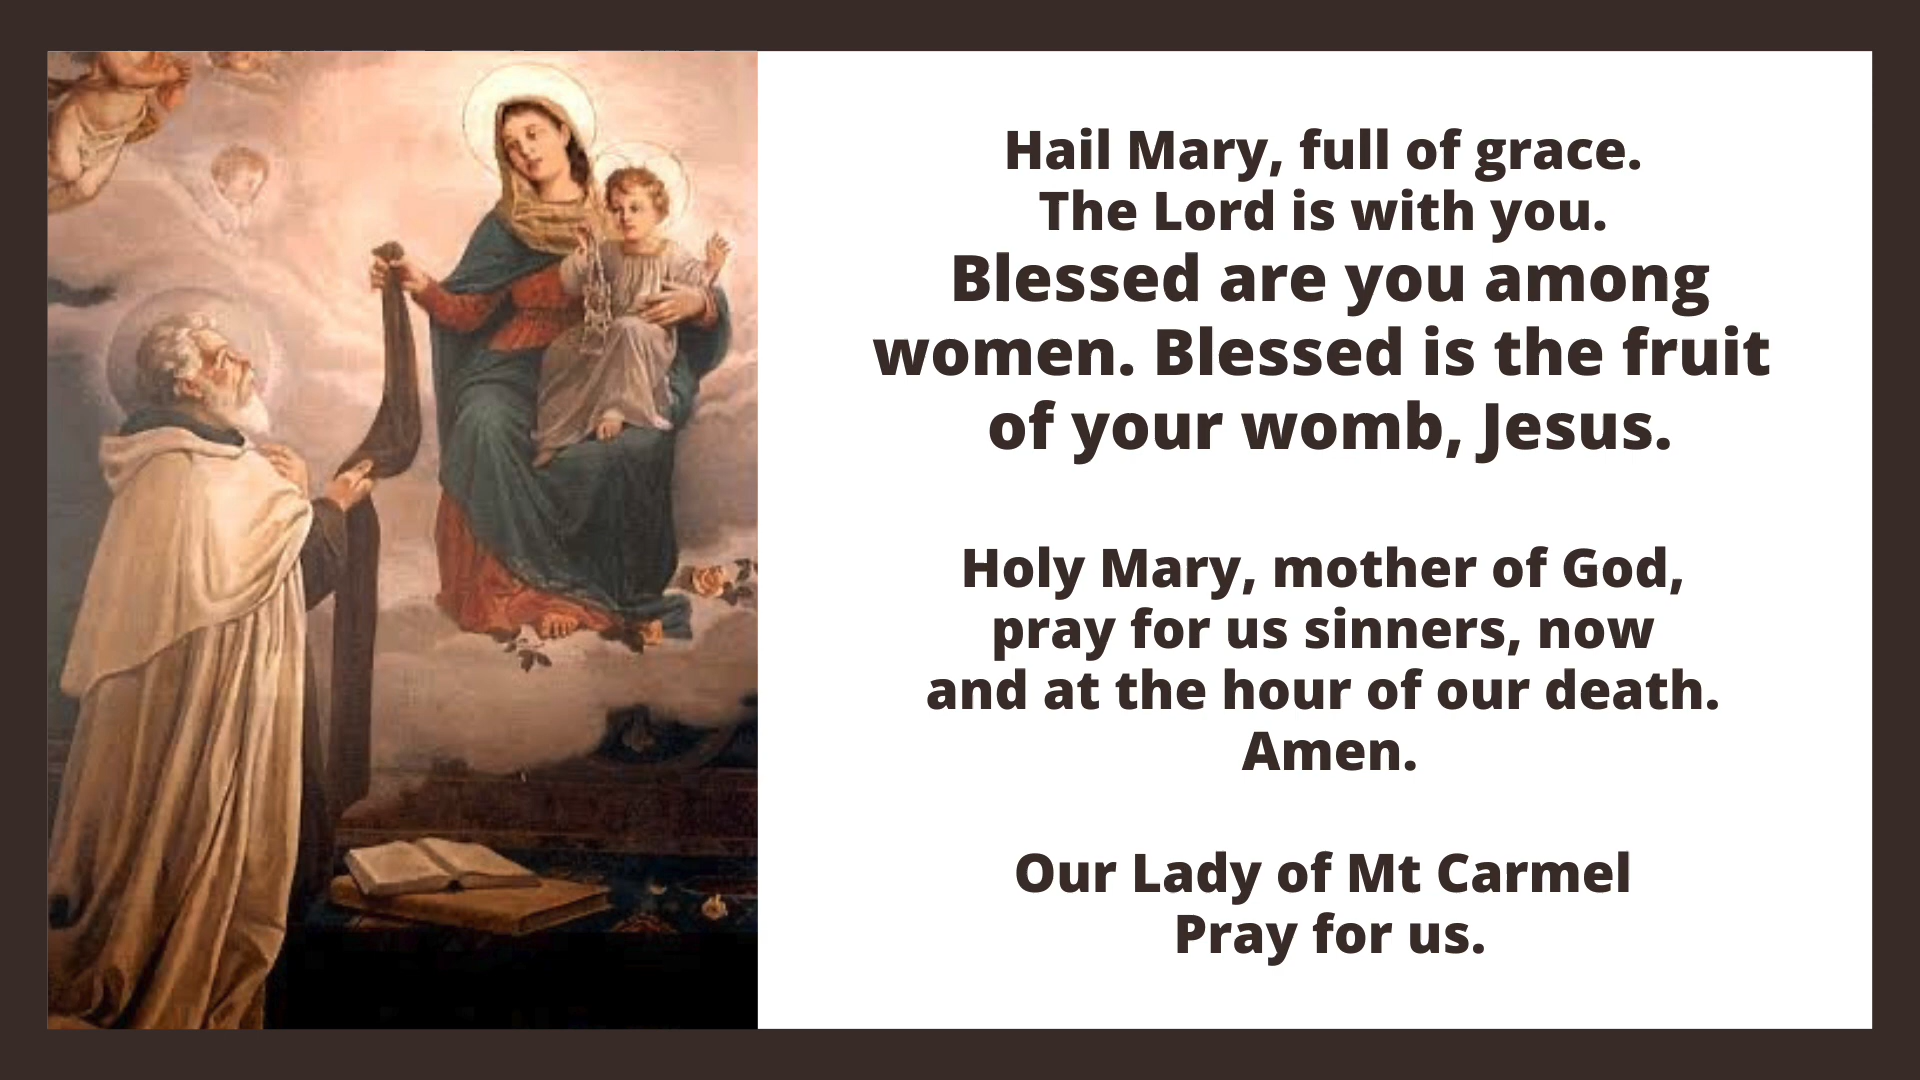 Hail Mary, full of grace.
The Lord is with you.
Blessed are you among
women. Blessed is the fruit
of your womb, Jesus.
Holy Mary, mother of God,
pray for us sinners, now
and at the hour of our death.
Amen.
Our Lady of Mt Carmel
Pray for us.